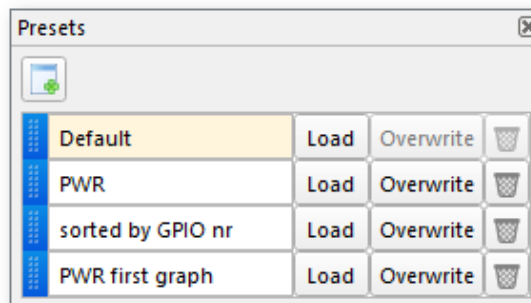 Presets
Default Load Overwrite
PWR Load Overwrite
sorted by GPIO nr Load Overwrite
PWR first graph Load Overwrite